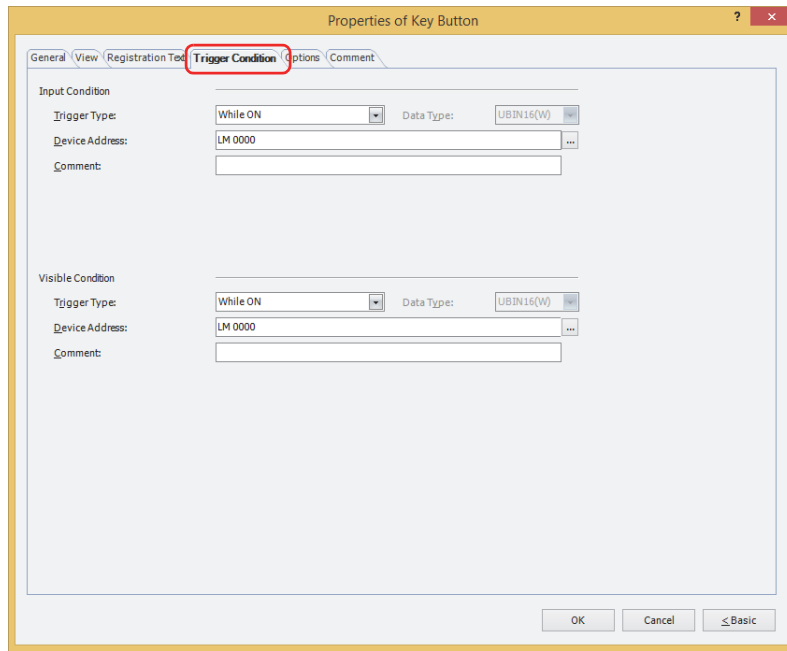 Properties of Key Button
? ×
General View Registration Text Trigger Condition Options Comment
Input Condition
Trigger Type: While ON Data Type: UBIN16(W)
Device Address: LM 0000 ...
Comment:
Visible Condition
Trigger Type: While ON Data Type: UBIN16(W)
Device Address: LM 0000 ...
Comment:
OK Cancel < Basic